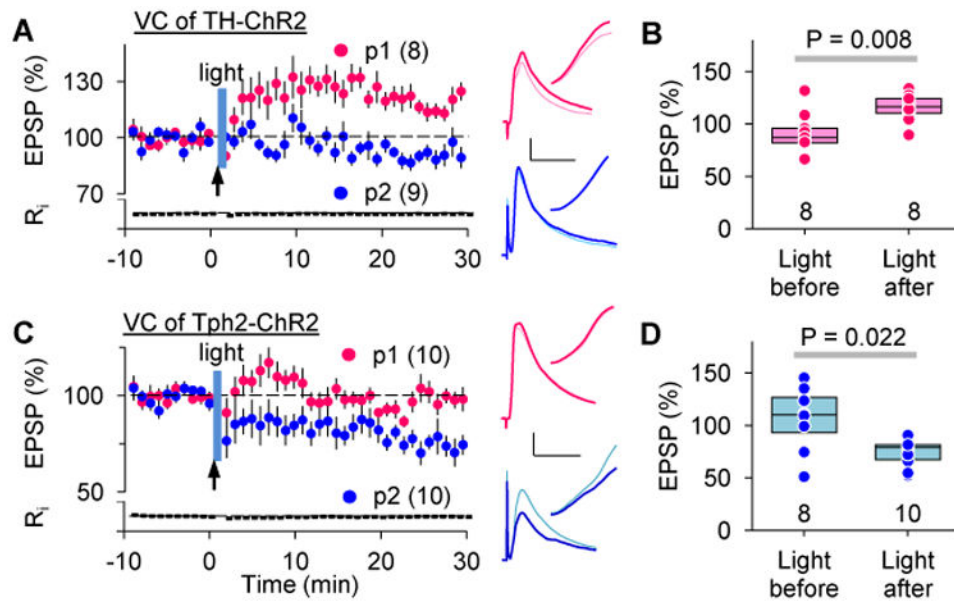 A VC of TH-ChR2
p1 (8)
light
EPSP (%)
130
100
70
p2 (9)
Ri
-10 0 10 20 30
B P = 0.008
EPSP (%)
150
100
50
0
8 8
Light before
Light after
C VC of Tph2-ChR2
light
p1 (10)
EPSP (%)
100
50
p2 (10)
Ri
-10 0 10 20 30
Time (min)
D P = 0.022
EPSP (%)
150
100
50
0
8 10
Light before
Light after